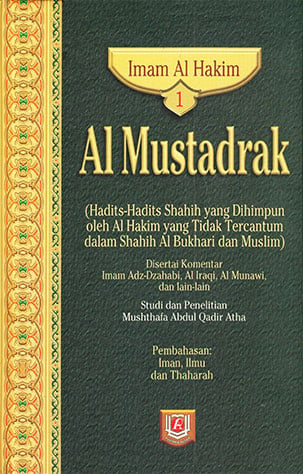 Imam Al Hakim
1
Al Mustadrak
(Hadits-Hadits Shahih yang Dihimpun
oleh Al Hakim yang Tidak Tercantum
dalam Shahih Al Bukhari dan Muslim)
Disertai Komentar
Imam Adz-Dzahabi, Al Iraqi, Al Munawi,
dan lain-lain
Studi dan Penelitian
Mushthafa Abdul Qadir Atha
Pembahasan:
Iman, Ilmu
dan Thaharah